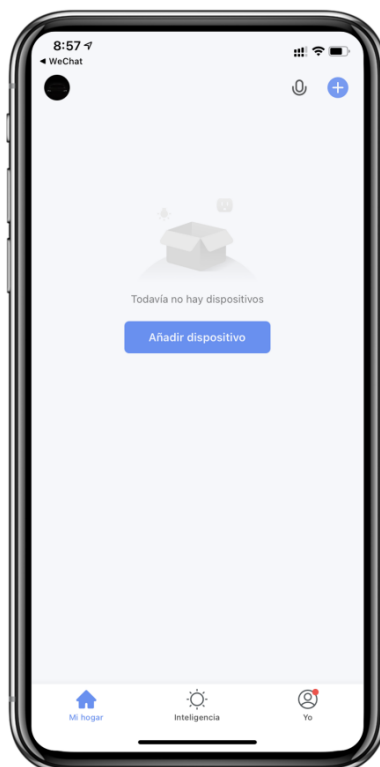 8:57
◀ WeChat
Todavía no hay dispositivos
Añadir dispositivo
Mi hogar
Inteligencia
Yo